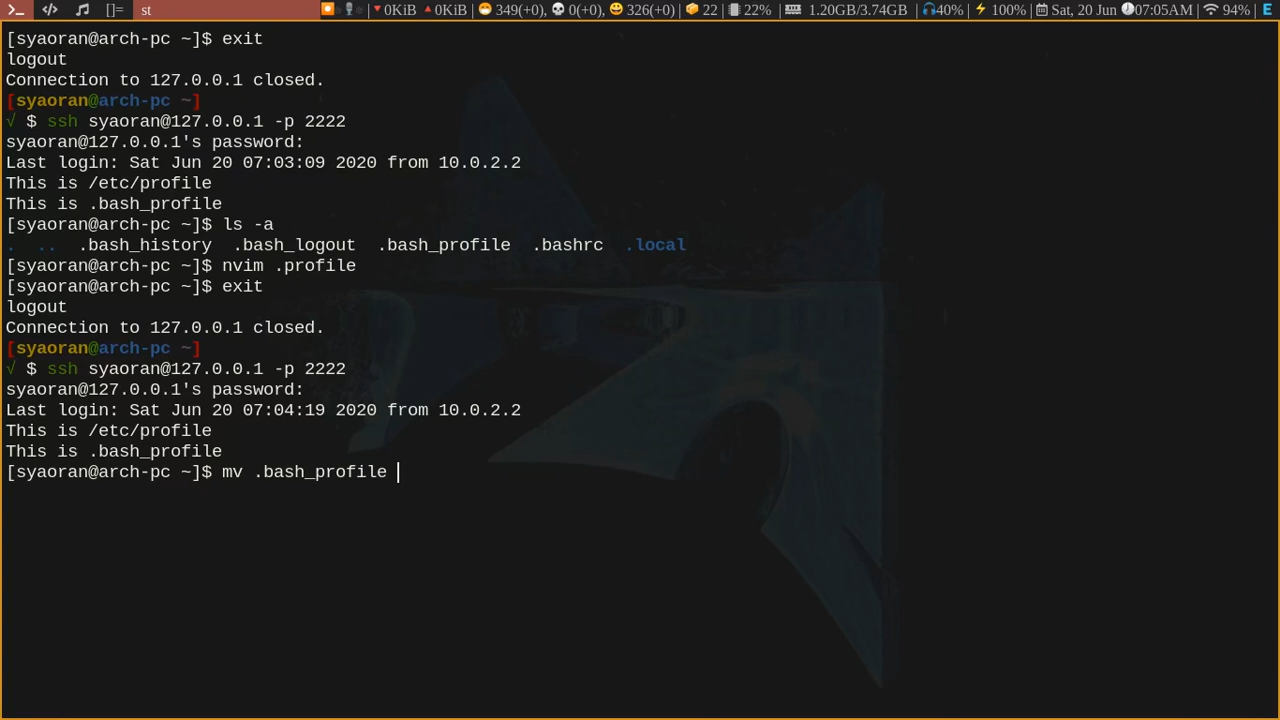 []= st 0KiB 0KiB | 349(+0), 0(+0), 326(+0) | 22 | 22% | 1.20GB/3.74GB | 40% | 100% | Sat, 20 Jun 07:05AM | 94% | E
[syaoran@arch-pc ~]$ exit
logout
Connection to 127.0.0.1 closed.
[syaoran@arch-pc ~]
√ $ ssh syaoran@127.0.0.1 -p 2222
syaoran@127.0.0.1's password:
Last login: Sat Jun 20 07:03:09 2020 from 10.0.2.2
This is /etc/profile
This is .bash_profile
[syaoran@arch-pc ~]$ ls -a
. .. .bash_history .bash_logout .bash_profile .bashrc .local
[syaoran@arch-pc ~]$ nvim .profile
[syaoran@arch-pc ~]$ exit
logout
Connection to 127.0.0.1 closed.
[syaoran@arch-pc ~]
√ $ ssh syaoran@127.0.0.1 -p 2222
syaoran@127.0.0.1's password:
Last login: Sat Jun 20 07:04:19 2020 from 10.0.2.2
This is /etc/profile
This is .bash_profile
[syaoran@arch-pc ~]$ mv .bash_profile